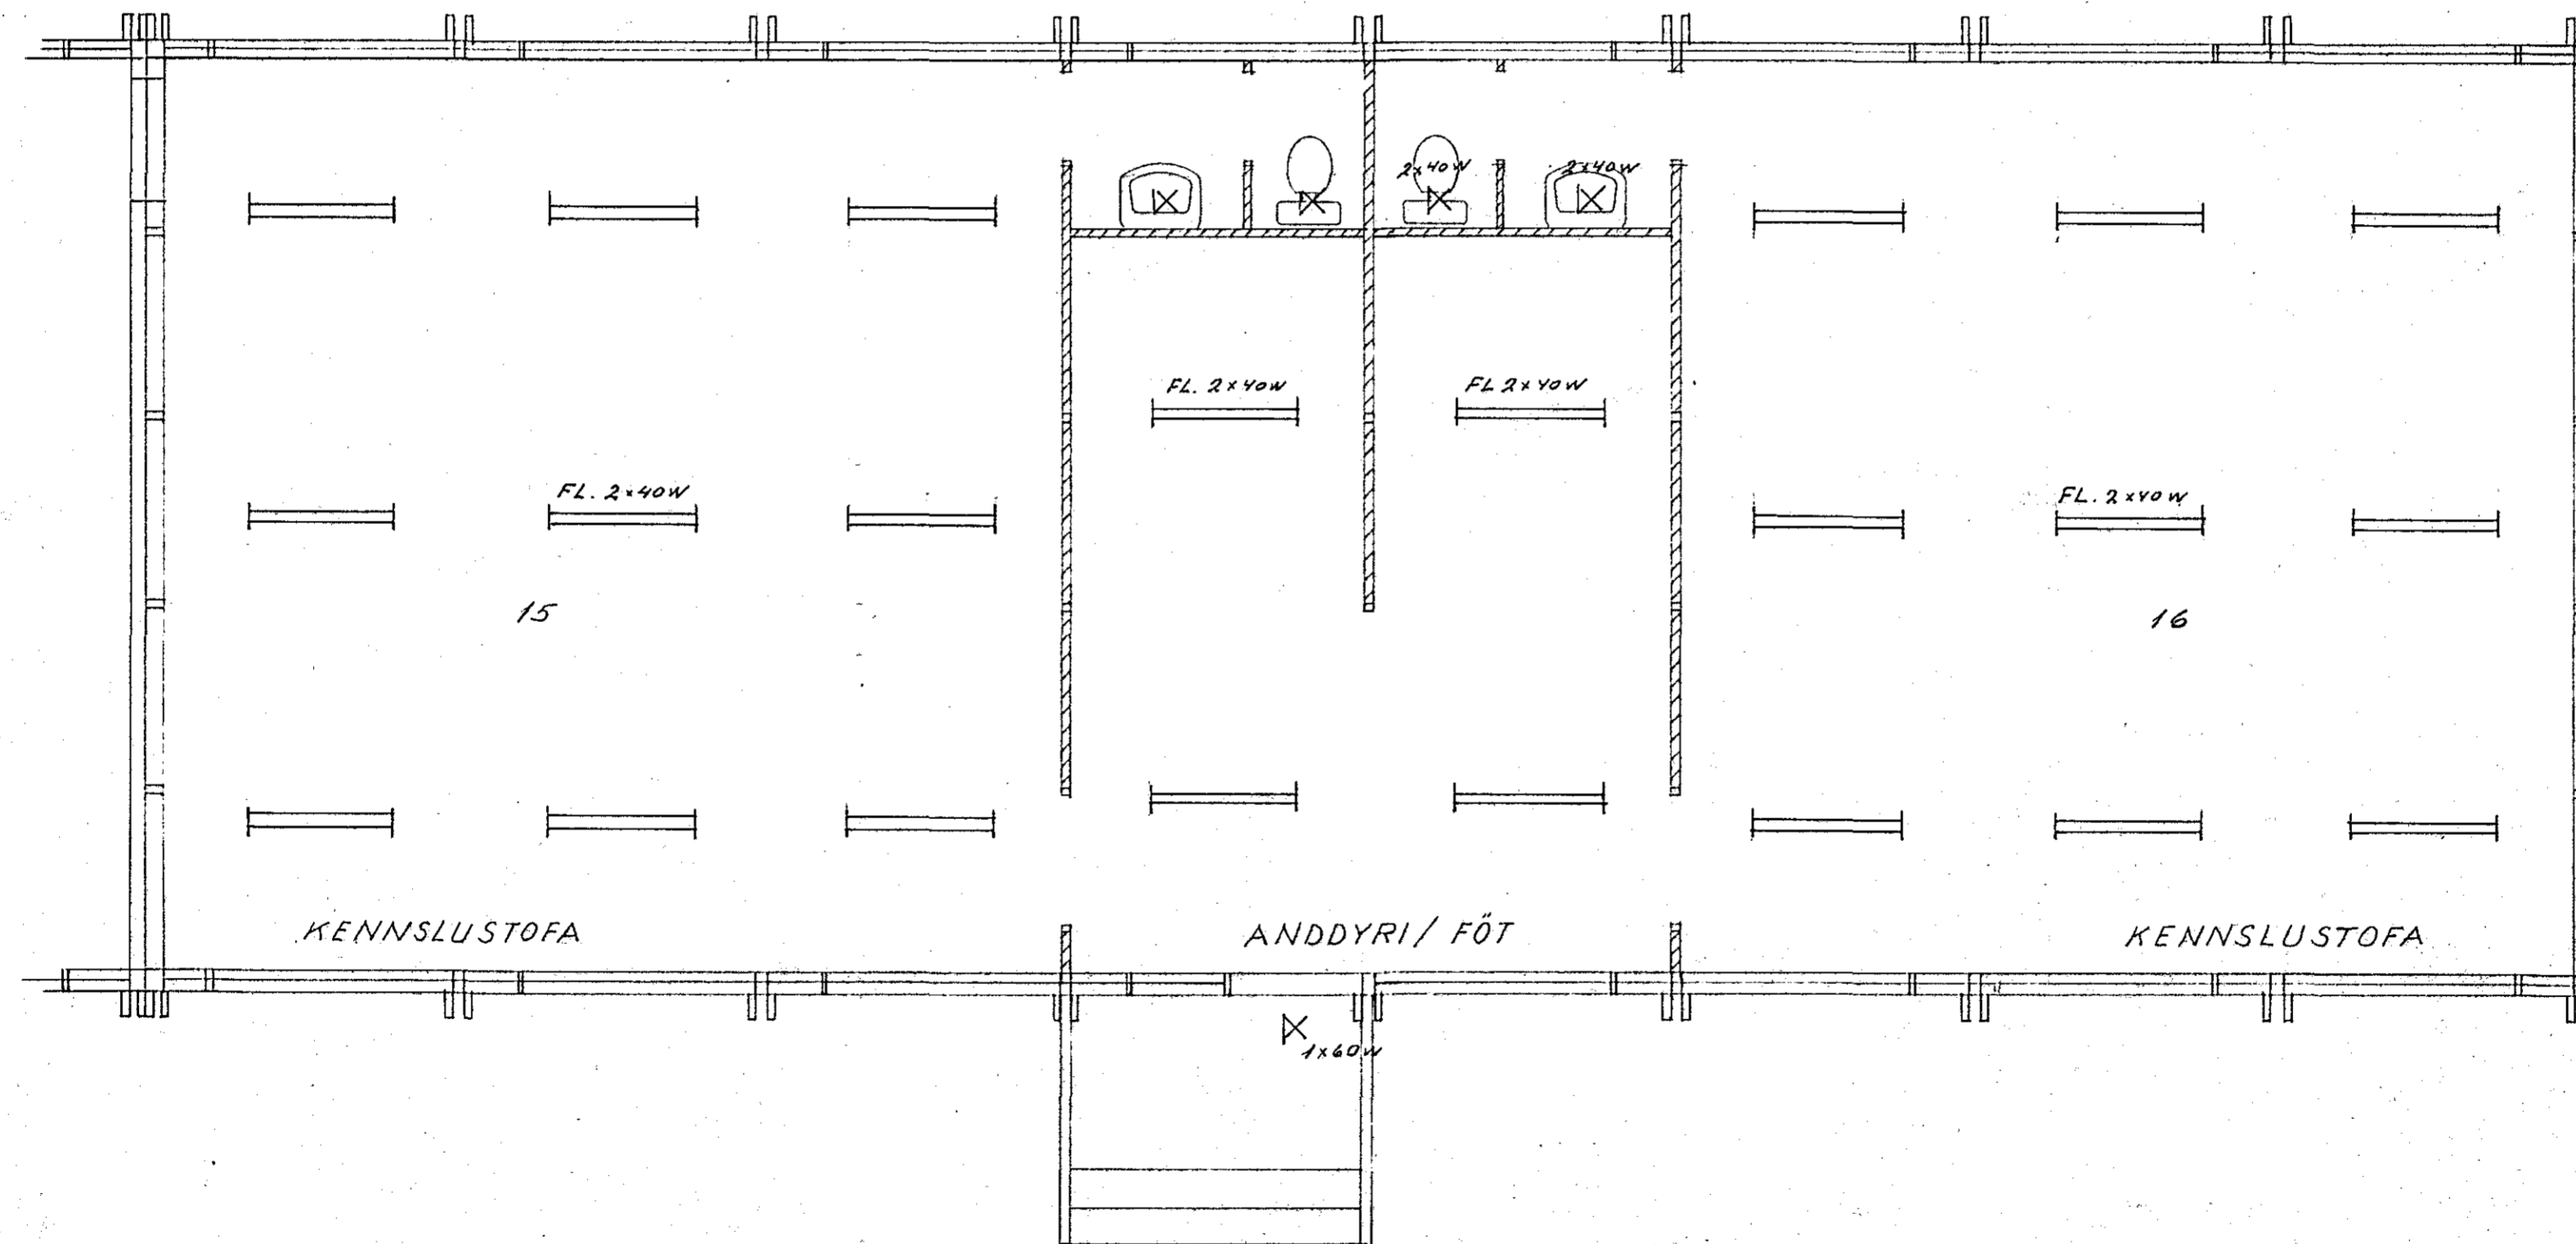 2x40W
2x40W
FL. 2x40W
FL 2x40W
FL. 2x40W
FL. 2x40W
15
16
KENNSLUSTOFA
ANDDYRI / FÖT
KENNSLUSTOFA
1x60W